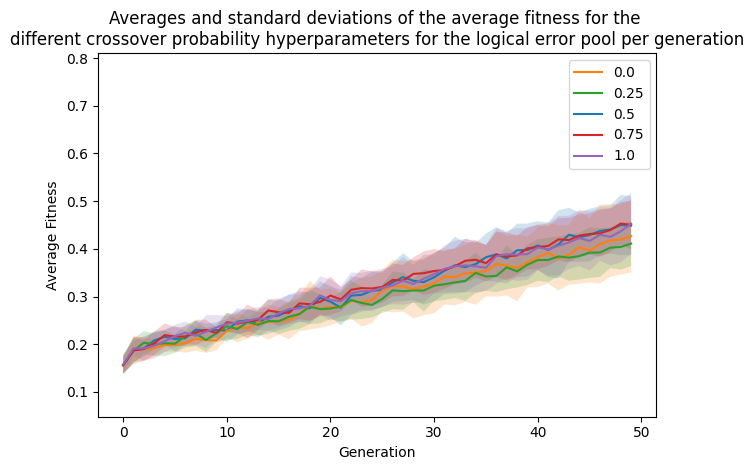 Averages and standard deviations of the average fitness for the
different crossover probability hyperparameters for the logical error pool per generation
0.8
0.7
0.6
0.5
0.4
0.3
0.2
0.1
Average Fitness
0.0
0.25
0.5
0.75
1.0
0 10 20 30 40 50
Generation